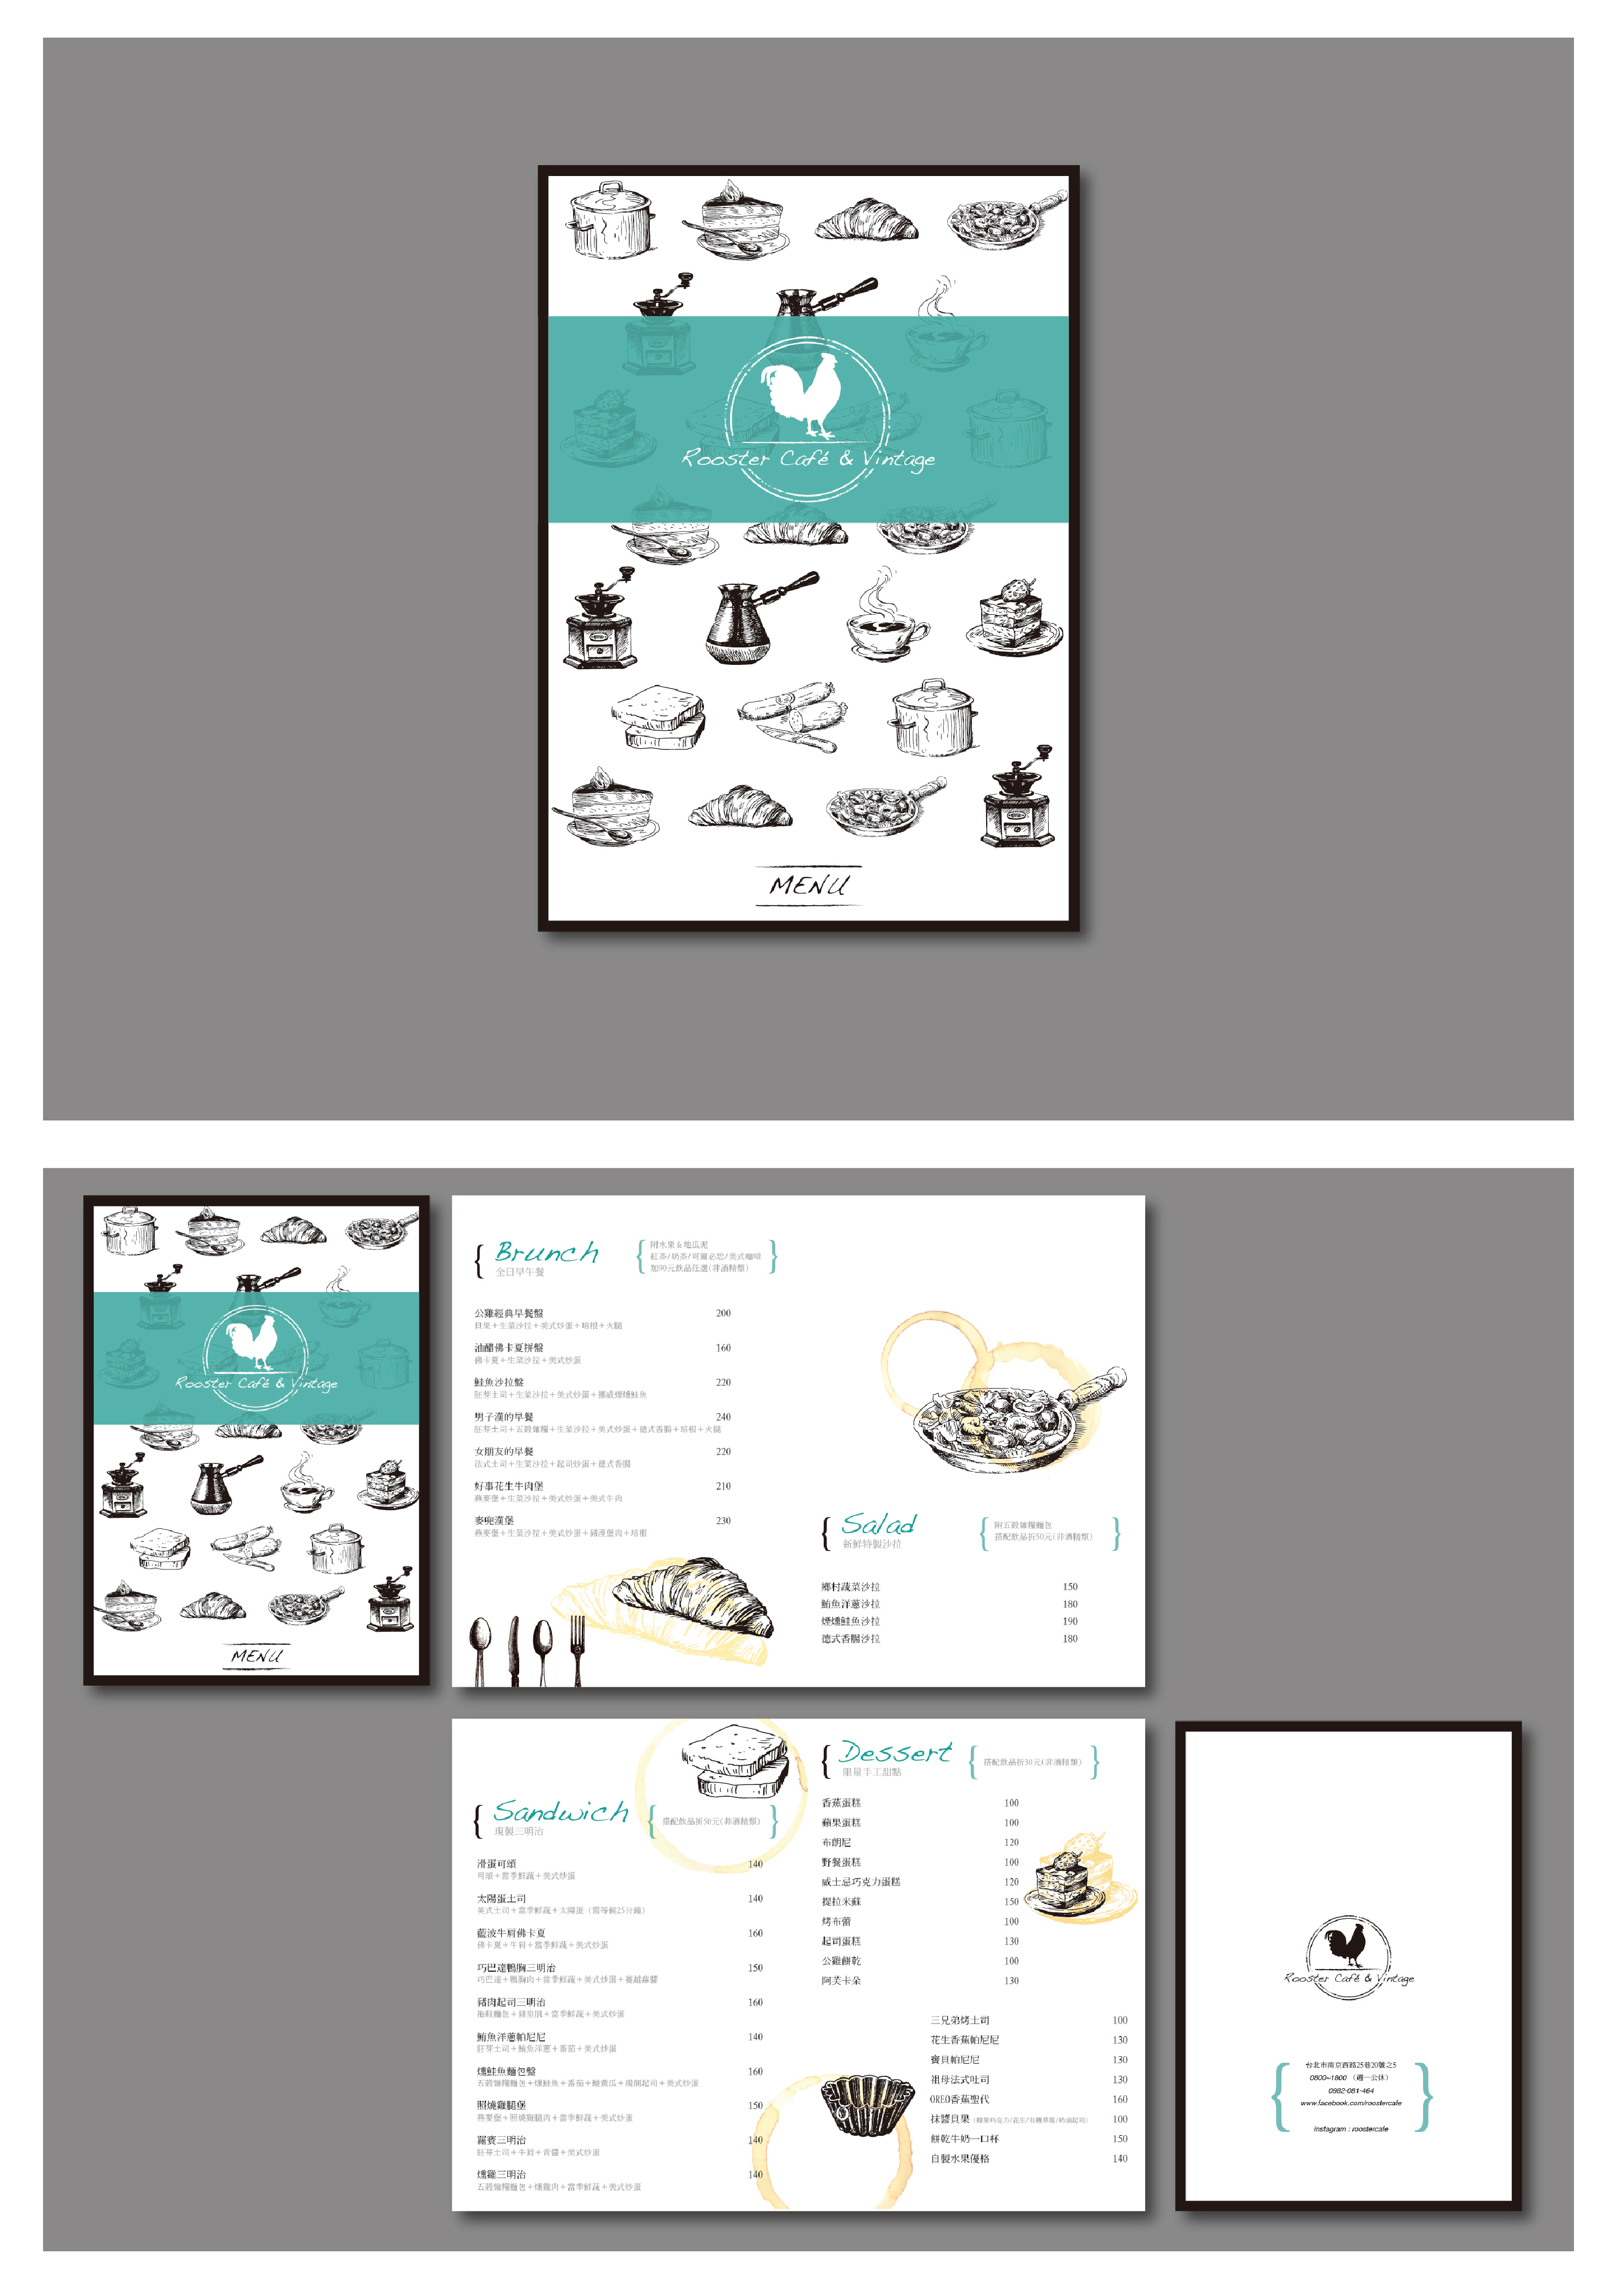 Rooster Café & Vintage
MENU
Rooster Café & Vintage
MENU
Brunch
全日早午餐
附水果&地瓜泥
紅茶/奶茶/可爾必思/美式咖啡
加90元飲品任選(非酒精類)
公雞經典早餐盤 200
貝果+生菜沙拉+美式炒蛋+培根+火腿
油醋佛卡夏拼盤 160
佛卡夏+生菜沙拉+美式炒蛋
鮭魚沙拉盤 220
胚芽土司+生菜沙拉+美式炒蛋+挪威煙燻鮭魚
男子漢的早餐 240
胚芽土司+五穀雜糧+生菜沙拉+美式炒蛋+德式香腸+培根+火腿
女朋友的早餐 220
法式土司+生菜沙拉+起司炒蛋+德式香腸
好事花生牛肉堡 210
燕麥堡+生菜沙拉+美式炒蛋+美式牛肉
麥兜漢堡 230
燕麥堡+生菜沙拉+美式炒蛋+豬漢堡肉+培根
Salad
新鮮特製沙拉
附五穀雜糧麵包
搭配飲品折50元(非酒精類)
鄉村蔬菜沙拉 150
鮪魚洋蔥沙拉 180
煙燻鮭魚沙拉 190
德式香腸沙拉 180
Sandwich
現製三明治
搭配飲品折50元(非酒精類)
滑蛋可頌 140
可頌+當季鮮蔬+美式炒蛋
太陽蛋土司 140
英式土司+當季鮮蔬+太陽蛋(需等候25分鐘)
藍波牛肩佛卡夏 160
佛卡夏+牛肩+當季鮮蔬+美式炒蛋
巧巴達鴨胸三明治 150
巧巴達+鴨胸肉+當季鮮蔬+美式炒蛋+蔓越莓醬
豬肉起司三明治 160
拖鞋麵包+豬里肌+當季鮮蔬+美式炒蛋
鮪魚洋蔥帕尼尼 140
胚芽土司+鮪魚洋蔥+番茄+美式炒蛋
燻鮭魚麵包盤 160
五穀雜糧麵包+燻鮭魚+番茄+酸黃瓜+現削起司+美式炒蛋
照燒雞腿堡 150
燕麥堡+照燒雞腿肉+當季鮮蔬+美式炒蛋
羅賓三明治 140
胚芽土司+牛肩+青醬+美式炒蛋
燻雞三明治 140
五穀雜糧麵包+燻雞肉+當季鮮蔬+美式炒蛋
Dessert
限量手工甜點
搭配飲品折30元(非酒精類)
香蕉蛋糕 100
蘋果蛋糕 100
布朗尼 120
野餐蛋糕 100
威士忌巧克力蛋糕 120
提拉米蘇 150
烤布蕾 100
起司蛋糕 130
公雞餅乾 100
阿芙卡朵 130
三兄弟烤土司 100
花生香蕉帕尼尼 130
寶貝帕尼尼 130
祖母法式吐司 130
OREO香蕉聖代 160
抹醬貝果 100
餅乾牛奶一口杯 150
自製水果優格 140
Rooster Café & Vintage
台北市南京西路25巷20號之5
0800~1800 (週一公休)
0982-081-464
www.facebook.com/roostercafe
instagram : roostercafe